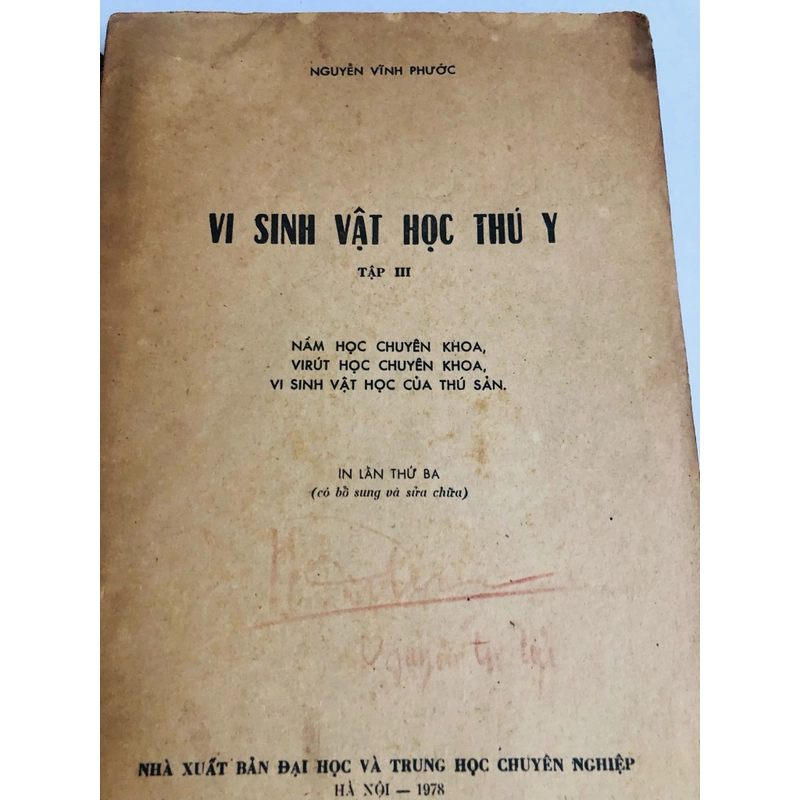 NGUYỄN VĨNH PHƯỚC
VI SINH VẬT HỌC THÚ Y
TẬP III
NẤM HỌC CHUYÊN KHOA,
VIRÚT HỌC CHUYÊN KHOA,
VI SINH VẬT HỌC CỦA THÚ SẢN.
IN LẦN THỨ BA
(có bổ sung và sửa chữa)
NHÀ XUẤT BẢN ĐẠI HỌC VÀ TRUNG HỌC CHUYÊN NGHIỆP
HÀ NỘI — 1978